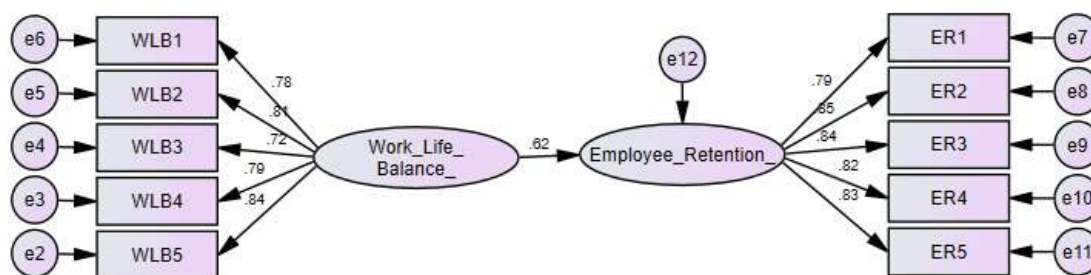 e6
WLB1
.78
e5
WLB2
.81
e4
WLB3
.72
e3
WLB4
.79
e2
WLB5
.84
Work_Life_
Balance_
.62
e12
Employee_Retention_
.79
ER1
e7
.85
ER2
e8
.84
ER3
e9
.82
ER4
e10
.83
ER5
e11